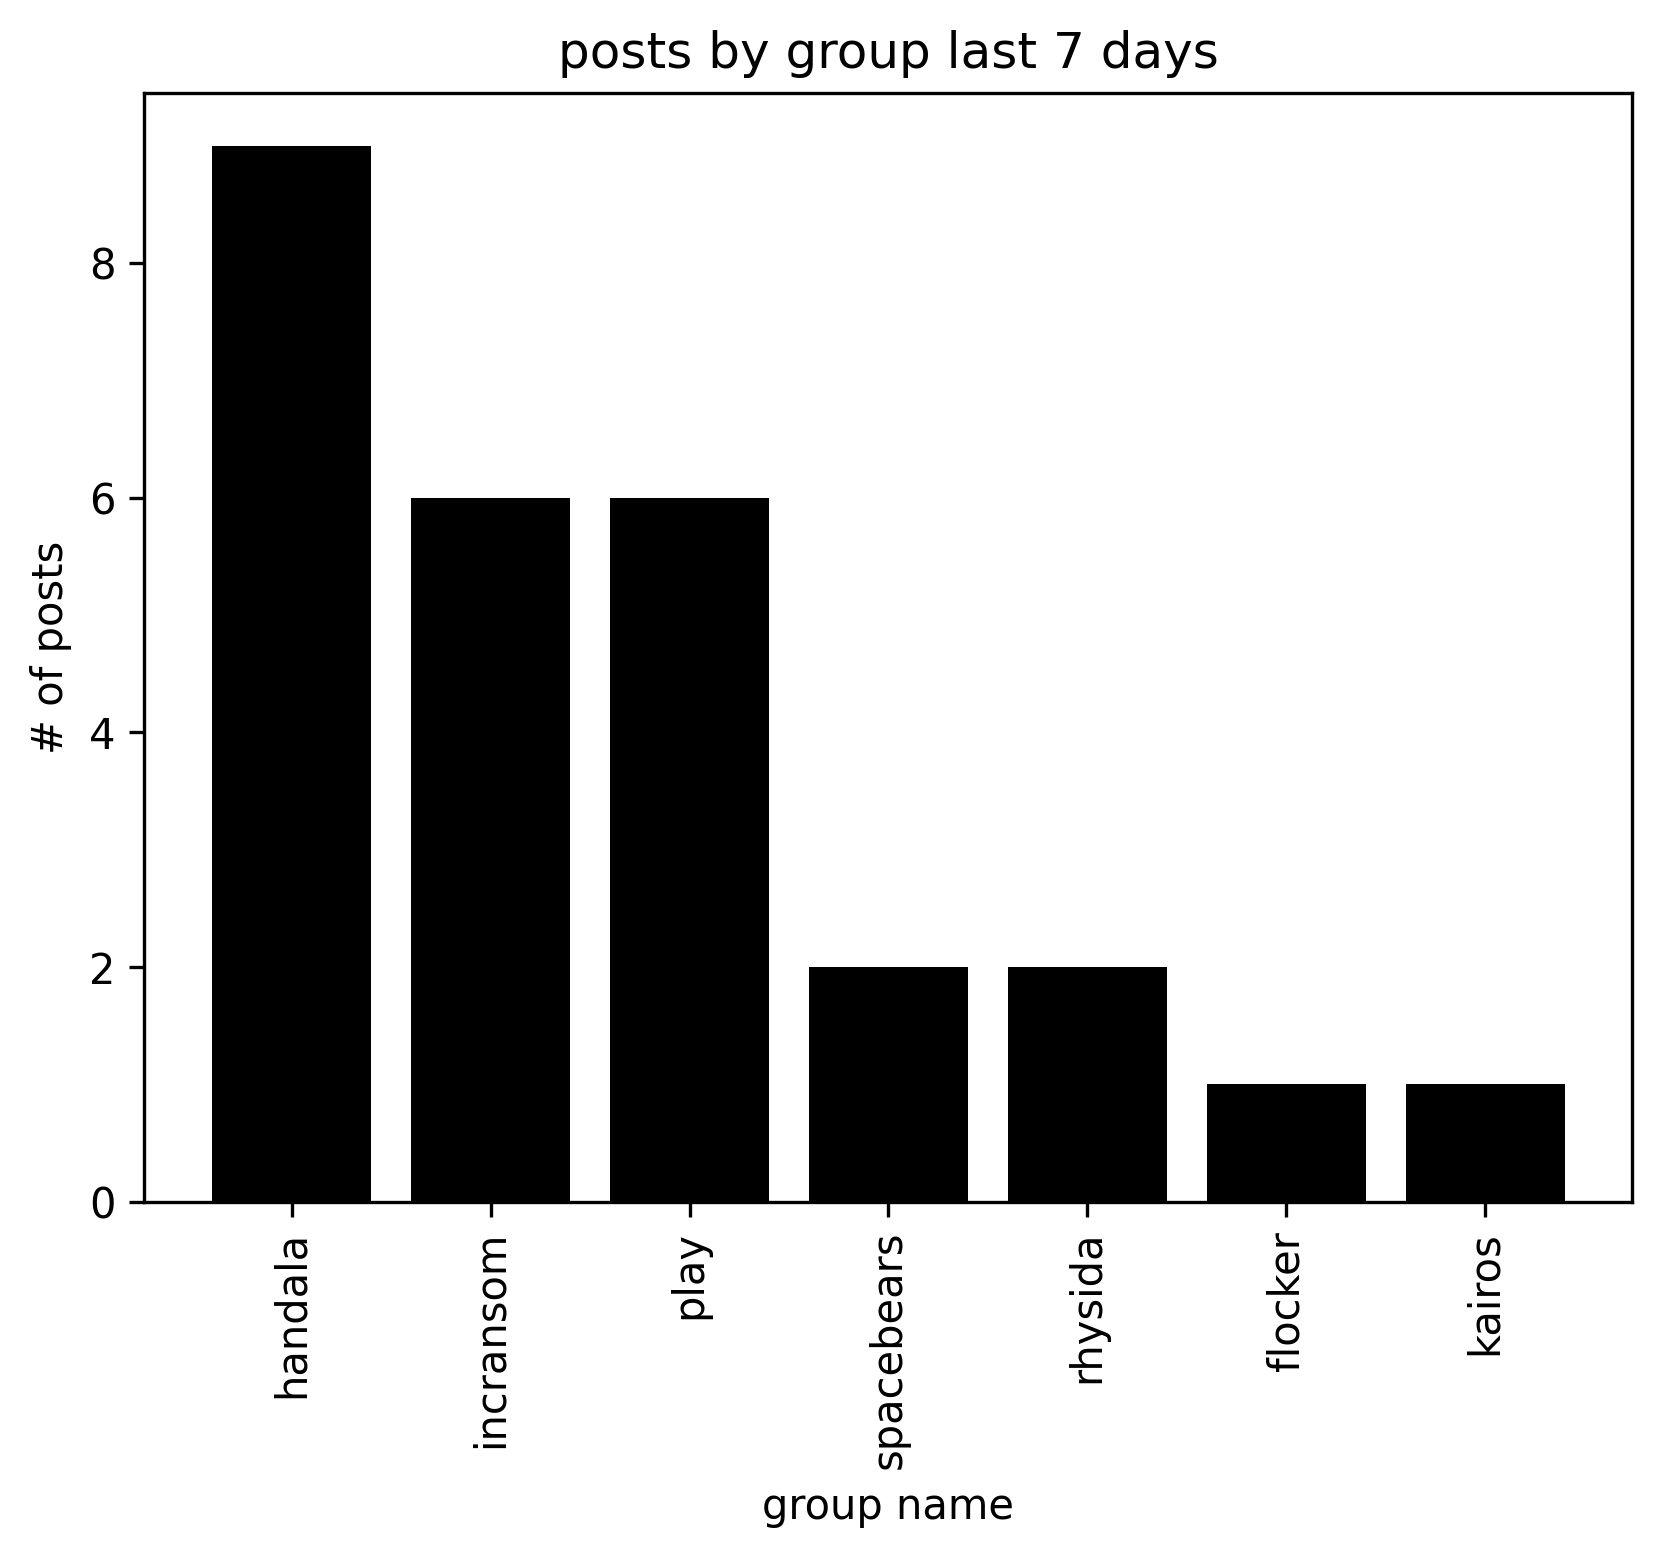 posts by group last 7 days
# of posts
8
6
4
2
0
handala
incransom
play
spacebears
rhysida
flocker
kairos
group name